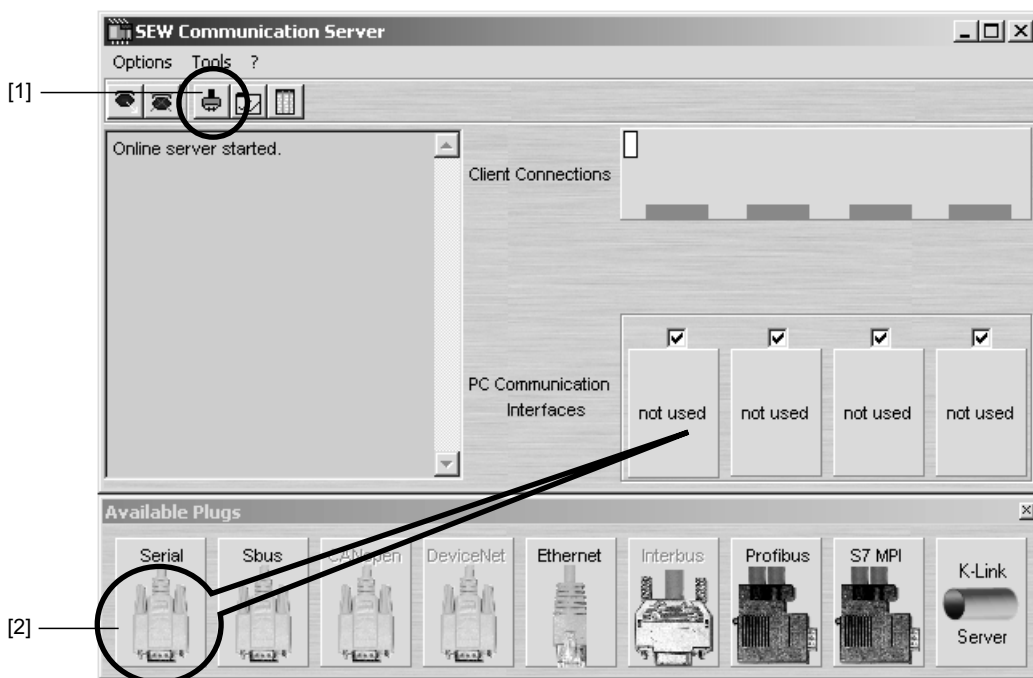 SEW Communication Server
Options Tools ?
[1]
Online server started.
Client Connections
PC Communication
Interfaces
not used not used not used not used
Available Plugs
Serial Sbus CANopen DeviceNet Ethernet Interbus Profibus S7 MPI K-Link
Server
[2]